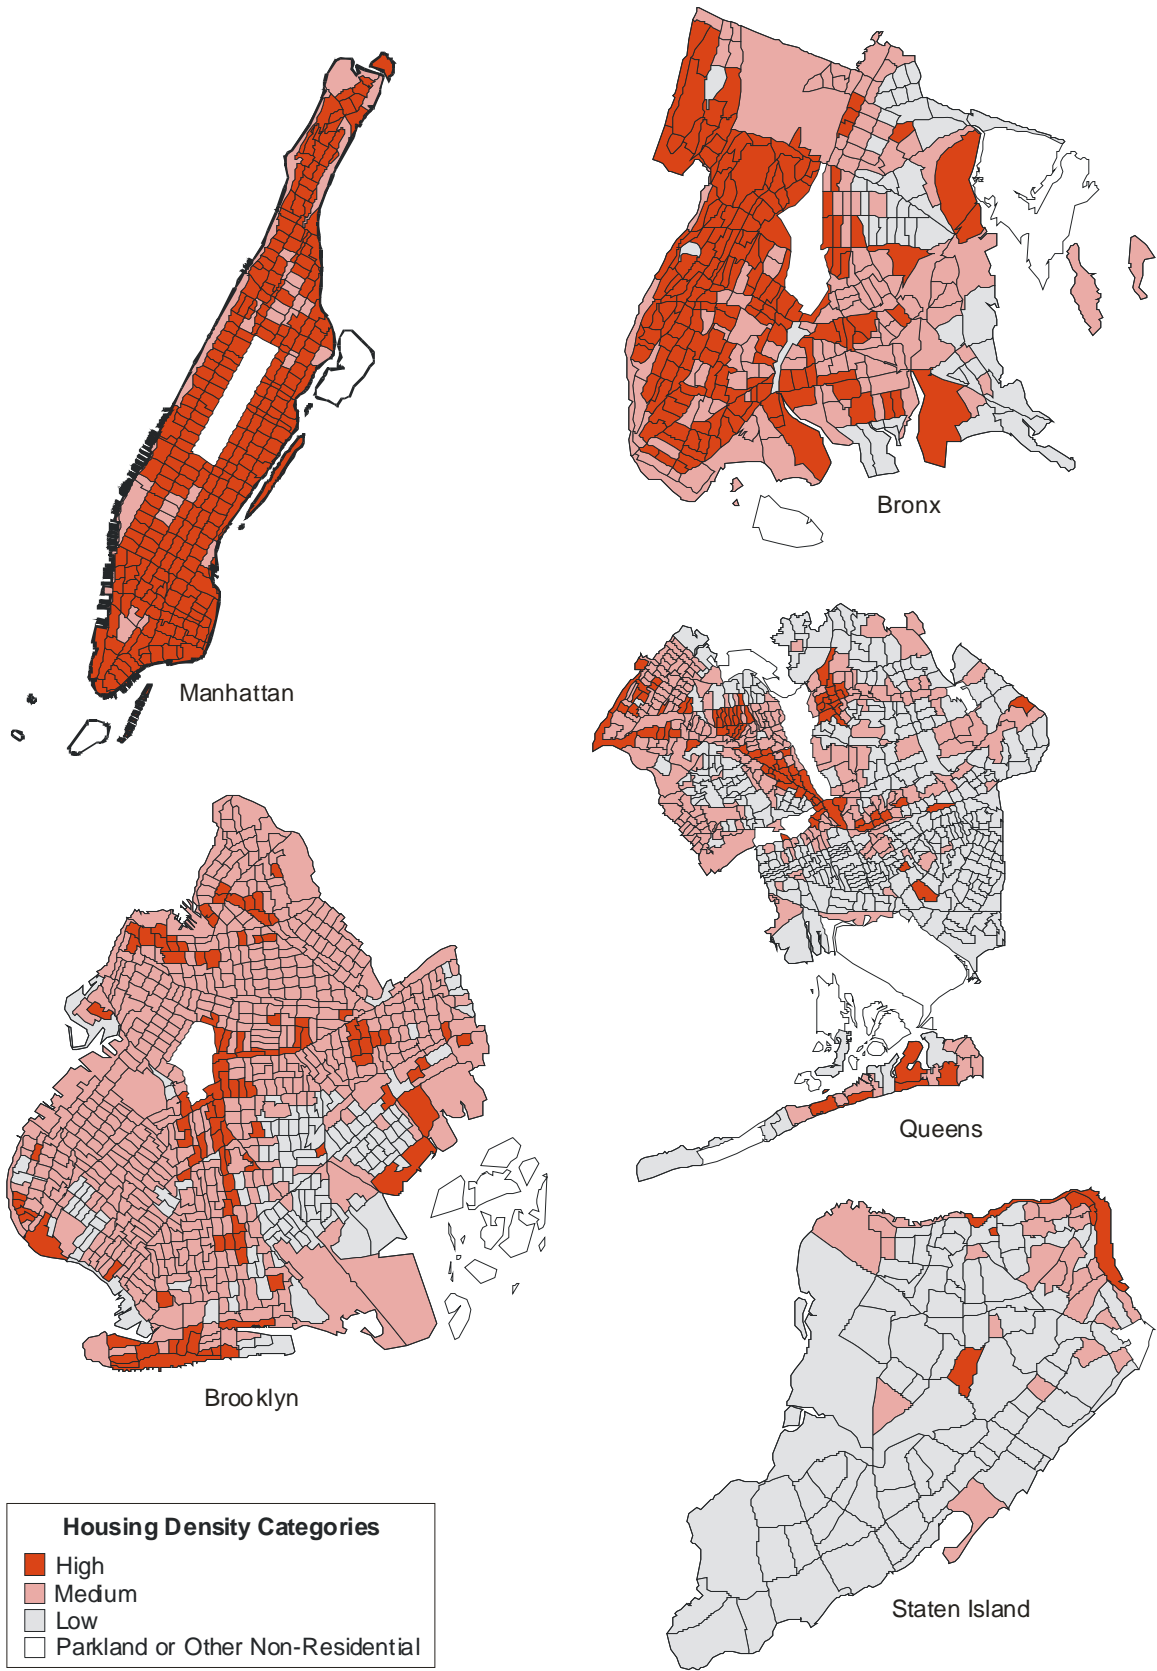 Bronx
Manhattan
Queens
Brooklyn
Staten Island
Housing Density Categories
High
Medium
Low
Parkland or Other Non-Residential